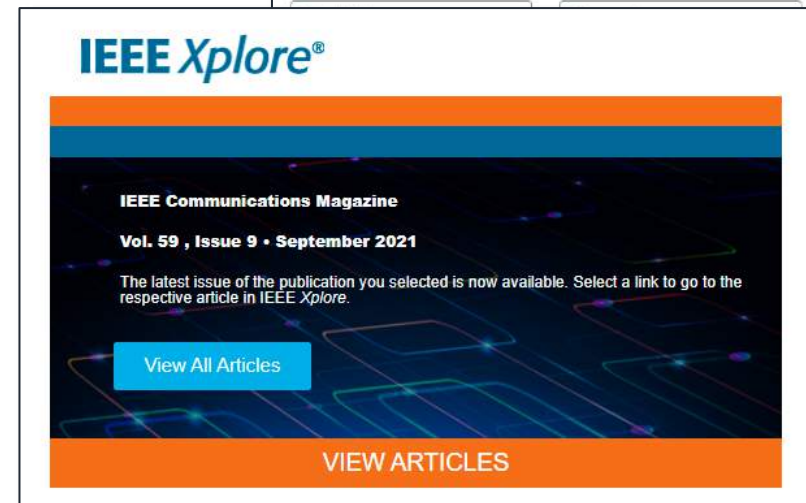 IEEE Xplore®
IEEE Communications Magazine
Vol. 59 , Issue 9 • September 2021
The latest issue of the publication you selected is now available. Select a link to go to the
respective article in IEEE Xplore.
View All Articles
VIEW ARTICLES